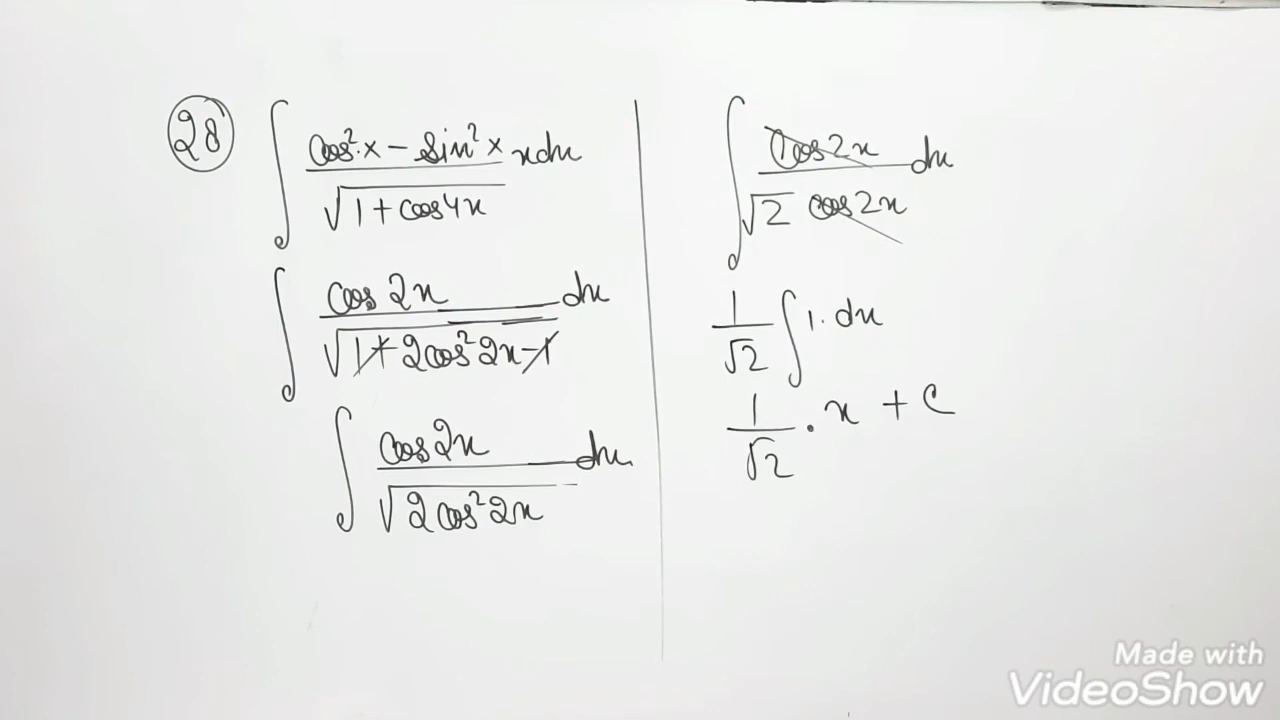 28 ∫ (cos²x − sin²x)/√(1 + cos4x) x dx
∫ cos2x/√(1 + 2cos²2x − 1) dx
∫ cos2x/√(2cos²2x) dx
∫ cos2x/(√2 cos2x) dx
1/√2 ∫ 1. dx
1/√2 . x + C
Made with
VideoShow